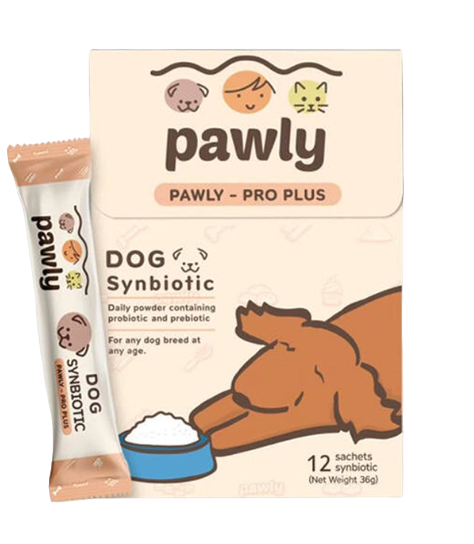 pawly
PAWLY – PRO PLUS
DOG
Synbiotic
Daily powder containing
probiotic and prebiotic
For any dog breed at
any age.
12 sachets
synbiotic
(Net Weight 36g)
pawly
pawly
DOG
SYNBIOTIC
PAWLY - PRO PLUS